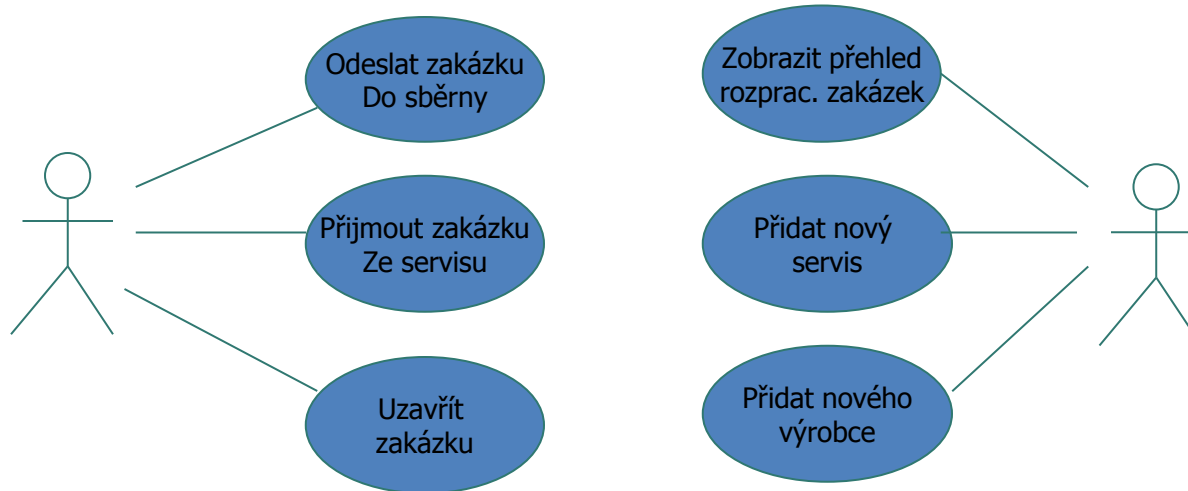 Odeslat zakázku
Do sběrny
Zobrazit přehled
rozprac. zakázek
Přijmout zakázku
Ze servisu
Přidat nový
servis
Uzavřít
zakázku
Přidat nového
výrobce